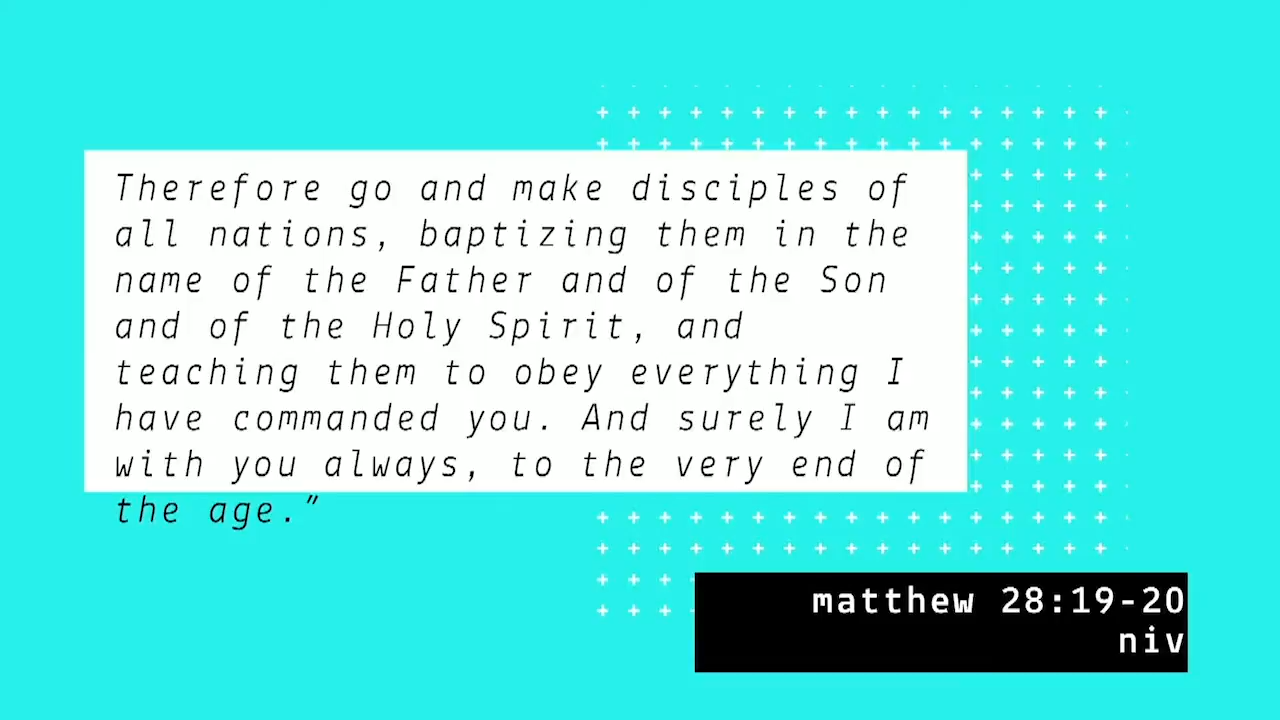 Therefore go and make disciples of
all nations, baptizing them in the
name of the Father and of the Son
and of the Holy Spirit, and
teaching them to obey everything I
have commanded you. And surely I am
with you always, to the very end of
the age.”
matthew 28:19-20
niv